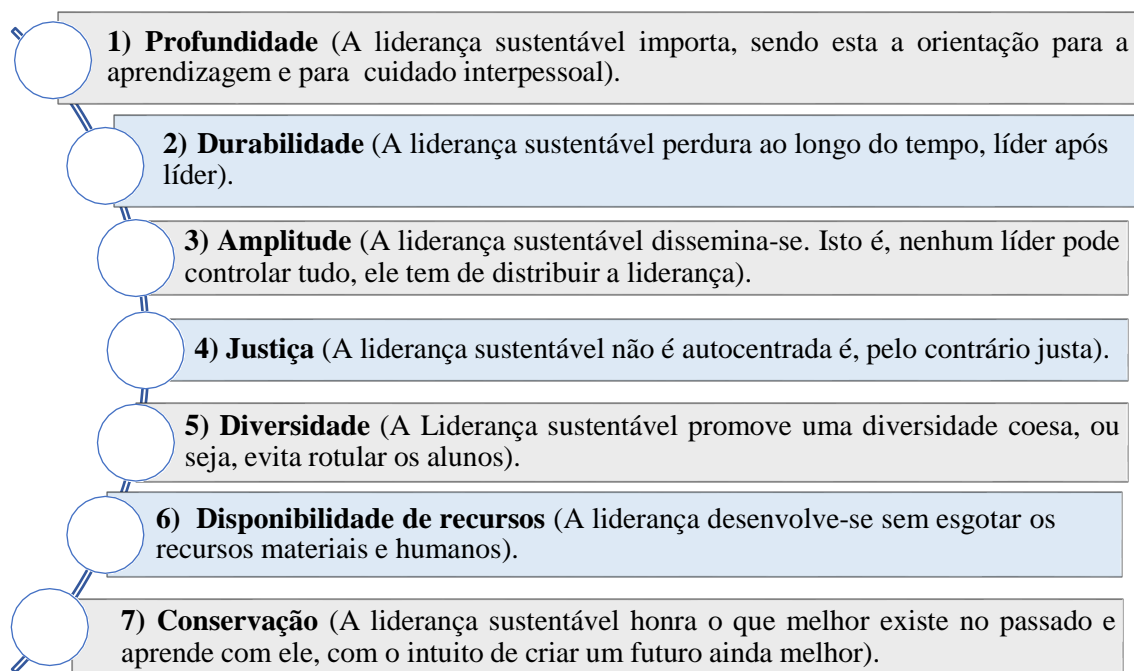 1) Profundidade (A liderança sustentável importa, sendo esta a orientação para a
aprendizagem e para cuidado interpessoal).
2) Durabilidade (A liderança sustentável perdura ao longo do tempo, líder após
líder).
3) Amplitude (A liderança sustentável dissemina-se. Isto é, nenhum líder pode
controlar tudo, ele tem de distribuir a liderança).
4) Justiça (A liderança sustentável não é autocentrada é, pelo contrário justa).
5) Diversidade (A Liderança sustentável promove uma diversidade coesa, ou
seja, evita rotular os alunos).
6) Disponibilidade de recursos (A liderança desenvolve-se sem esgotar os
recursos materiais e humanos).
7) Conservação (A liderança sustentável honra o que melhor existe no passado e
aprende com ele, com o intuito de criar um futuro ainda melhor).